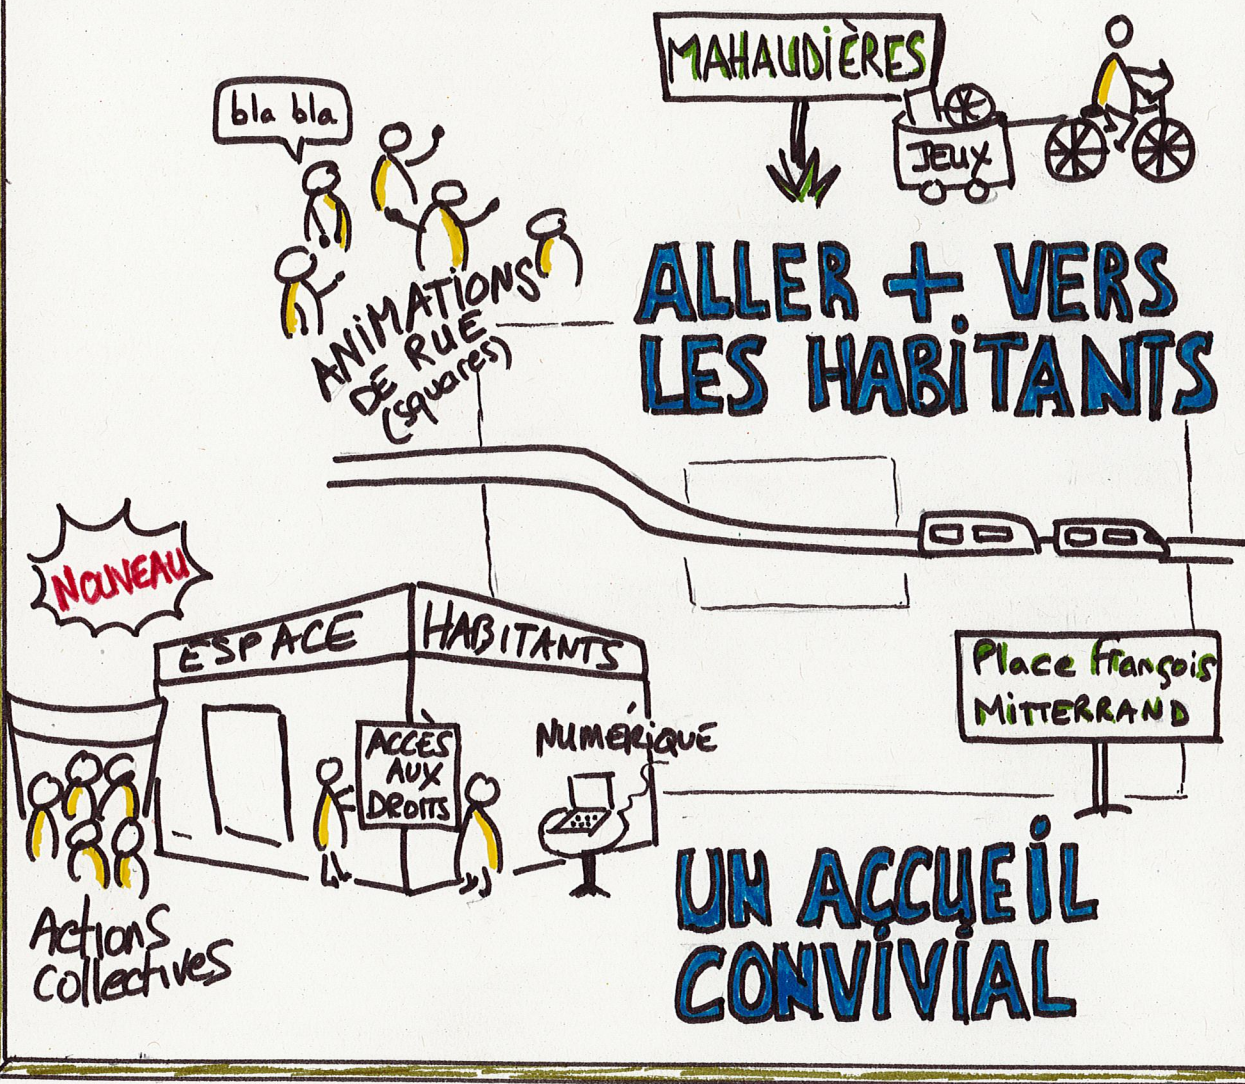 MAHAUDIÈRES
JEUX
bla bla
ANIMATIONS
DE RUE
(squares)
ALLER + VERS
LES HABITANTS
NOUVEAU
ESPACE HABITANTS
Place François
MITTERRAND
NUMÉRIQUE
ACCÈS
AUX
DROITS
Actions
collectives
UN ACCUEIL
CONVIVIAL